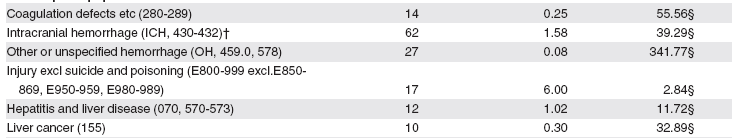 Coagulation defects etc (280-289) 14 0.25 55.56§
Intracranial hemorrhage (ICH, 430-432)† 62 1.58 39.29§
Other or unspecified hemorrhage (OH, 459.0, 578) 27 0.08 341.77§
Injury excl suicide and poisoning (E800-999 excl.E850-
869, E950-959, E980-989) 17 6.00 2.84§
Hepatitis and liver disease (070, 570-573) 12 1.02 11.72§
Liver cancer (155) 10 0.30 32.89§